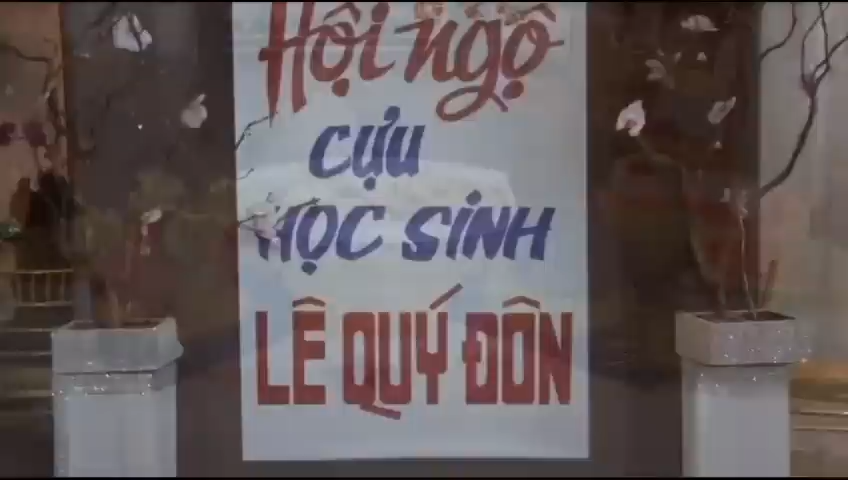 Hội ngộ
CỰU
HỌC SINH
LÊ QUÝ ĐÔN